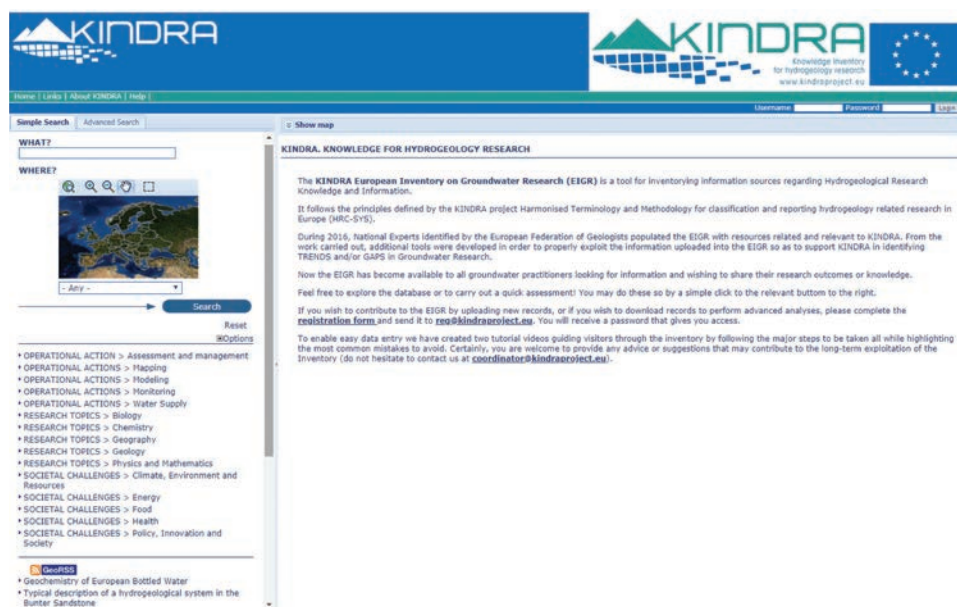 KINDRA
KINDRA
Knowledge Inventory
for hydrogeology research
www.kindraproject.eu
Home | Links | About KINDRA | Help |
Username Password Login
Simple Search Advanced Search
Show map
WHAT?
WHERE?
- Any -
Search
Reset
Options
OPERATIONAL ACTION > Assessment and management
OPERATIONAL ACTIONS > Mapping
OPERATIONAL ACTIONS > Modeling
OPERATIONAL ACTIONS > Monitoring
OPERATIONAL ACTIONS > Water Supply
RESEARCH TOPICS > Biology
RESEARCH TOPICS > Chemistry
RESEARCH TOPICS > Geography
RESEARCH TOPICS > Geology
RESEARCH TOPICS > Physics and Mathematics
SOCIETAL CHALLENGES > Climate, Environment and
Resources
SOCIETAL CHALLENGES > Energy
SOCIETAL CHALLENGES > Food
SOCIETAL CHALLENGES > Health
SOCIETAL CHALLENGES > Policy, Innovation and
Society
GeoRSS
Geochemistry of European Bottled Water
Typical description of a hydrogeological system in the
Bunter Sandstone
KINDRA. KNOWLEDGE FOR HYDROGEOLOGY RESEARCH
The KINDRA European Inventory on Groundwater Research (EIGR) is a tool for inventorying information sources regarding Hydrogeological Research
Knowledge and Information.
It follows the principles defined by the KINDRA project Harmonised Terminology and Methodology for classification and reporting hydrogeology related research in
Europe (HRC-SYS).
During 2016, National Experts identified by the European Federation of Geologists populated the EIGR with resources related and relevant to KINDRA. From the
work carried out, additional tools were developed in order to properly exploit the information uploaded into the EIGR so as to support KINDRA in identifying
TRENDS and/or GAPS in Groundwater Research.
Now the EIGR has become available to all groundwater practitioners looking for information and wishing to share their research outcomes or knowledge.
Feel free to explore the database or to carry out a quick assessment! You may do these so by a simple click to the relevant buttom to the right.
If you wish to contribute to the EIGR by uploading new records, or if you wish to download records to perform advanced analyses, please complete the
registration form and send it to reg@kindraproject.eu. You will receive a password that gives you access.
To enable easy data entry we have created two tutorial videos guiding visitors through the inventory by following the major steps to be taken all while highlighting
the most common mistakes to avoid. Certainly, you are welcome to provide any advice or suggestions that may contribute to the long-term exploitation of the
Inventory (do not hesitate to contact us at coordinator@kindraproject.eu).